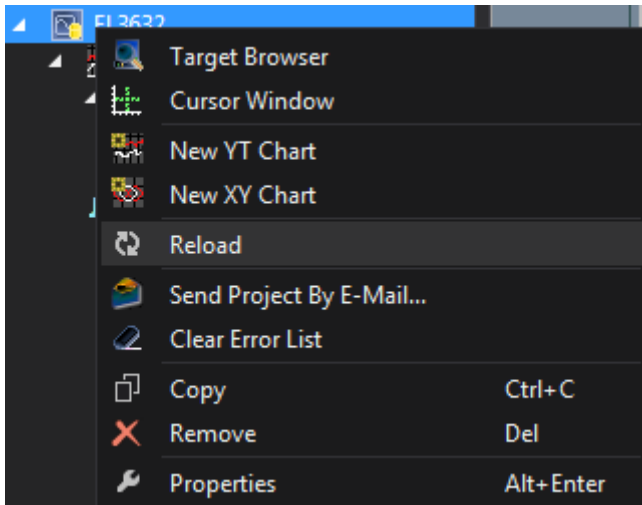 EL3632
Target Browser
Cursor Window
New YT Chart
New XY Chart
Reload
Send Project By E-Mail...
Clear Error List
Copy Ctrl+C
Remove Del
Properties Alt+Enter